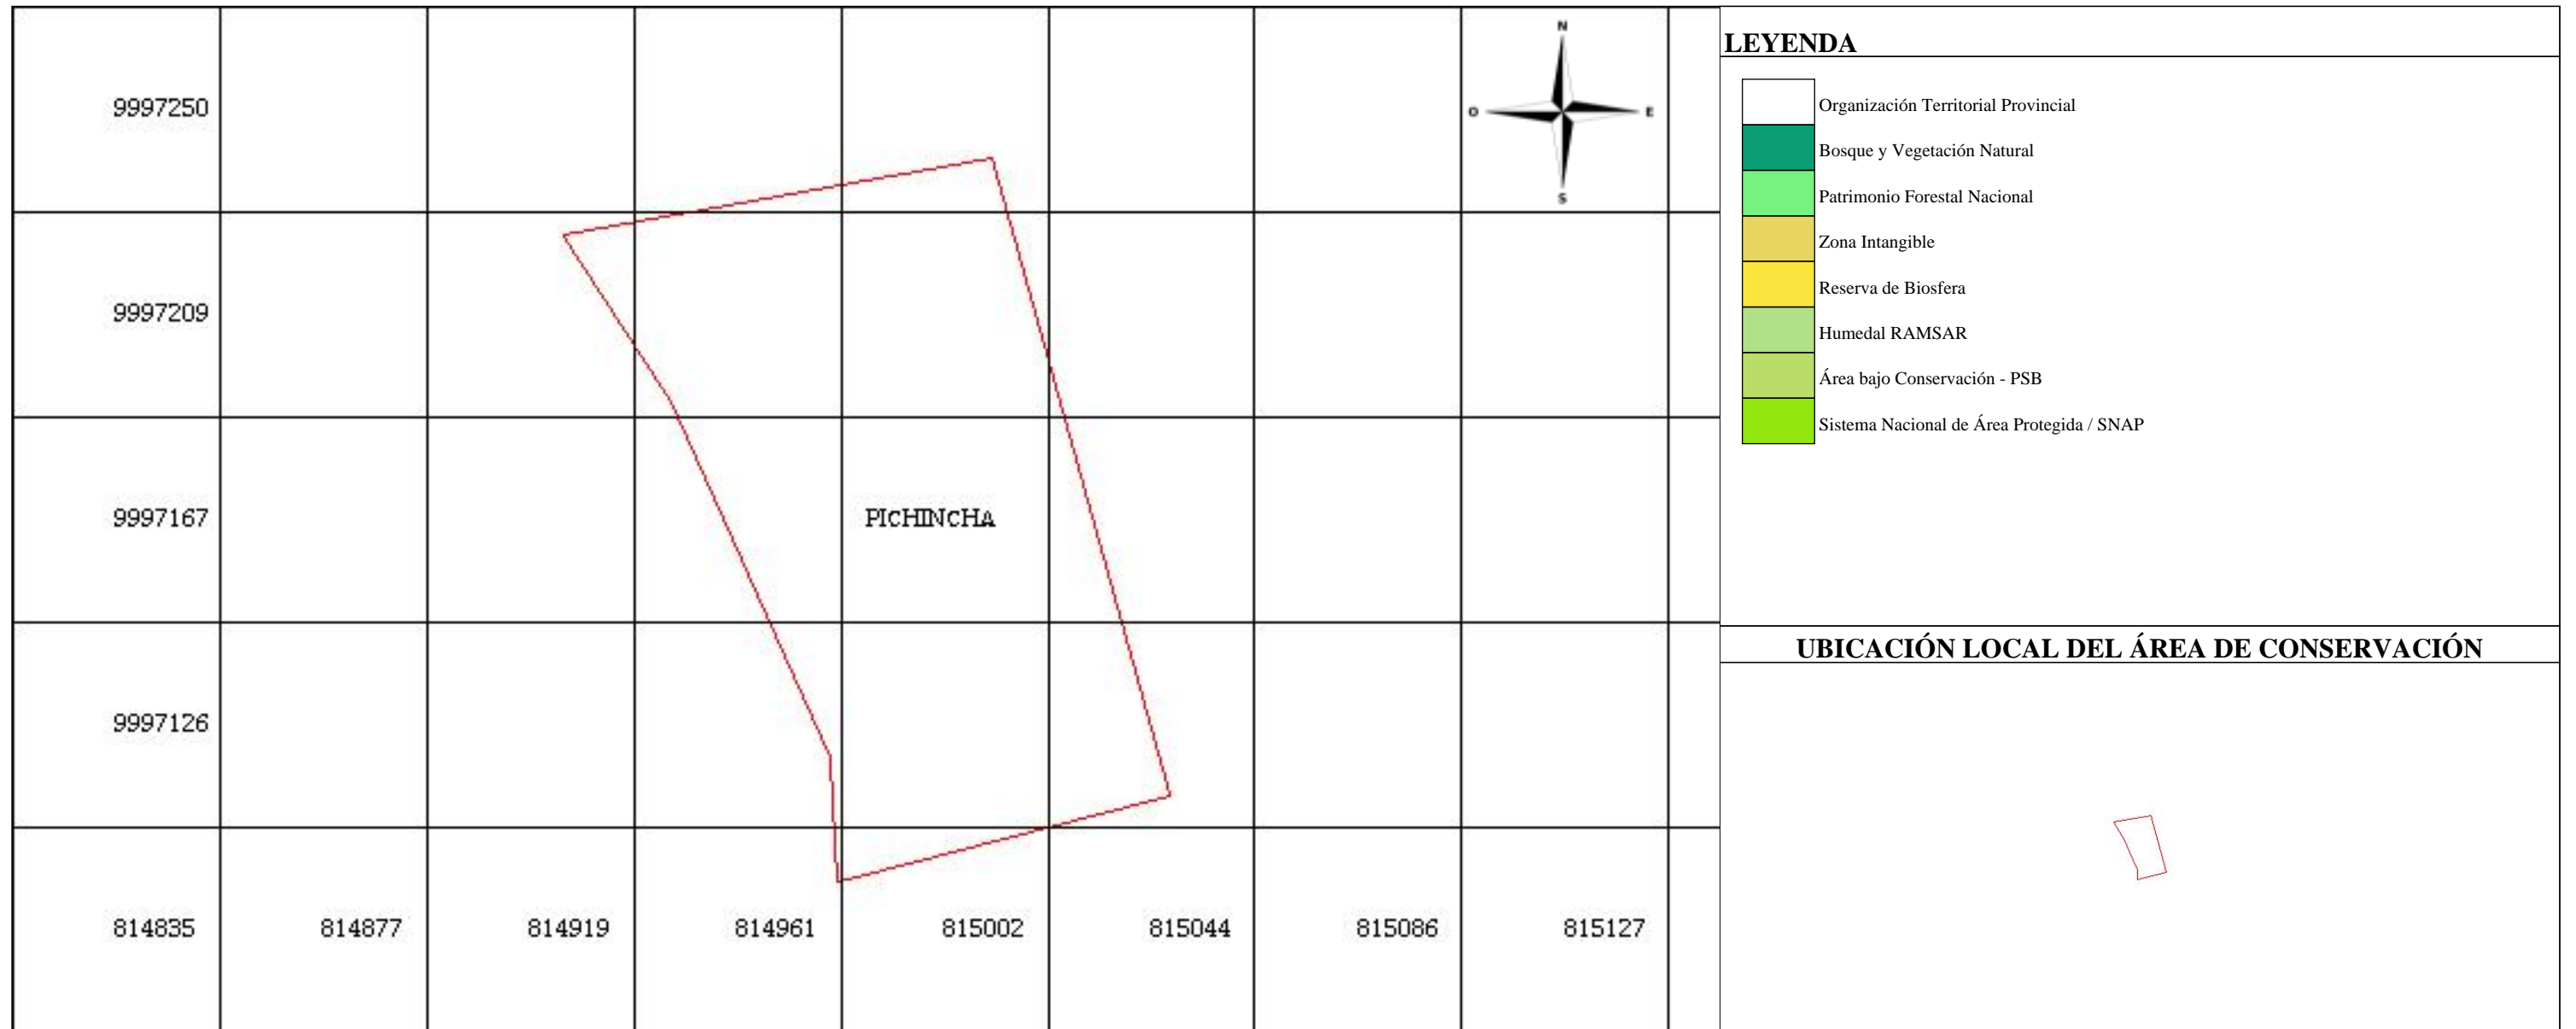 N
O
E
S
9997250
9997209
9997167
PICHINCHA
9997126
814835
814877
814919
814961
815002
815044
815086
815127
LEYENDA
Organización Territorial Provincial
Bosque y Vegetación Natural
Patrimonio Forestal Nacional
Zona Intangible
Reserva de Biosfera
Humedal RAMSAR
Área bajo Conservación - PSB
Sistema Nacional de Área Protegida / SNAP
UBICACIÓN LOCAL DEL ÁREA DE CONSERVACIÓN